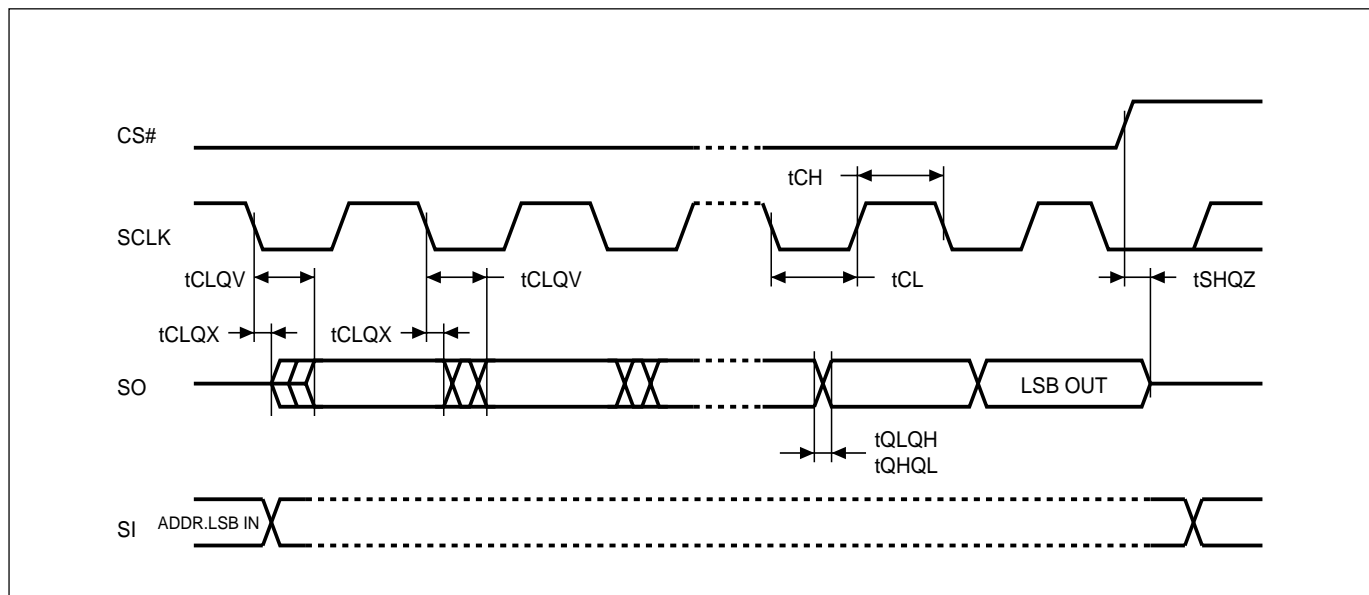 CS#
tCH
SCLK
tCLQV
tCLQV
tCL
tSHQZ
tCLQX
tCLQX
SO
LSB OUT
tQLQH
tQHQL
SI
ADDR.LSB IN